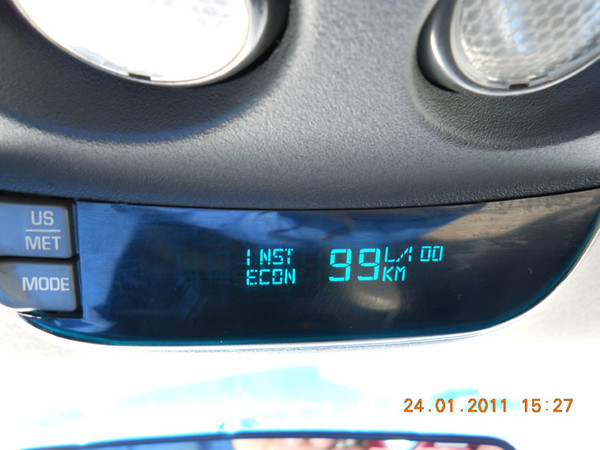 US
MET
MODE
INST
ECON
99 L/100
KM
24.01.2011 15:27